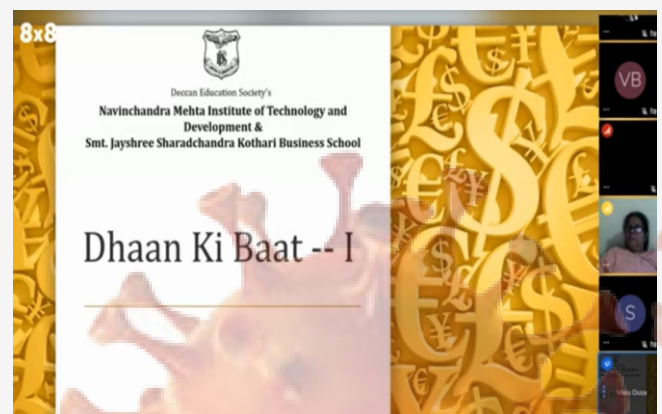 8x8
Deccan Education Society's
Navinchandra Mehta Institute of Technology and
Development &
Smt. Jayshree Sharadchandra Kothari Business School
Dhaan Ki Baat -- I
VB
S